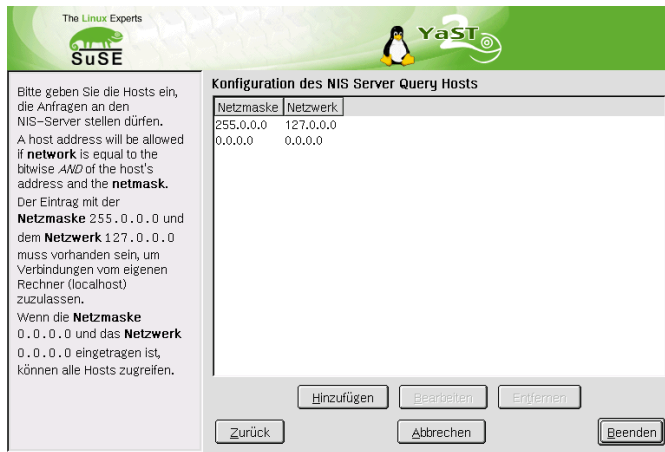 The Linux Experts
SuSE
YaST
2
Bitte geben Sie die Hosts ein,
die Anfragen an den
NIS-Server stellen dürfen.
A host address will be allowed
if network is equal to the
bitwise AND of the host's
address and the netmask.
Der Eintrag mit der
Netzmaske 255.0.0.0 und
dem Netzwerk 127.0.0.0
muss vorhanden sein, um
Verbindungen vom eigenen
Rechner (localhost)
zuzulassen.
Wenn die Netzmaske
0.0.0.0 und das Netzwerk
0.0.0.0 eingetragen ist,
können alle Hosts zugreifen.
Konfiguration des NIS Server Query Hosts
Netzmaske Netzwerk
255.0.0.0 127.0.0.0
0.0.0.0 0.0.0.0
Hinzufügen Bearbeiten Entfernen
Zurück Abbrechen Beenden